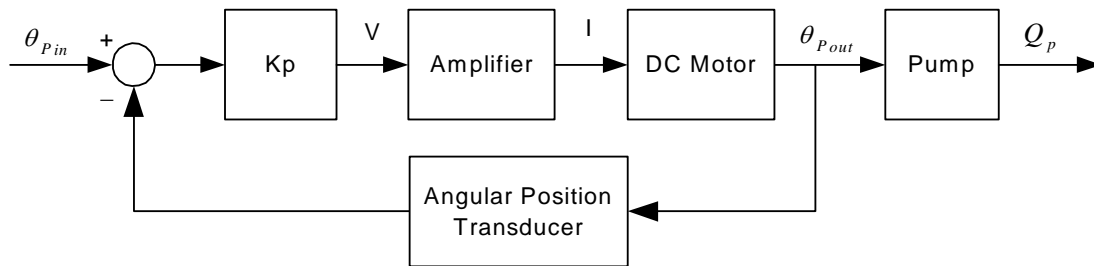 θPin
+
−
Kp
V
Amplifier
I
DC Motor
θPout
Pump
Qp
Angular Position
Transducer